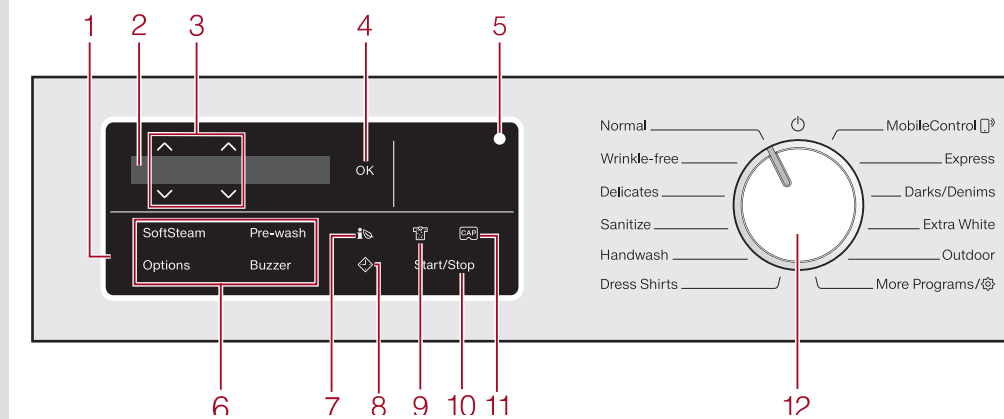 1 2 3 4 5
Normal
MobileControl
Wrinkle-free
Express
OK
Delicates
Darks/Denims
SoftSteam Pre-wash
CAP
Sanitize
Extra White
Options Buzzer
Start/Stop
Handwash
Outdoor
Dress Shirts
More Programs/
6 7 8 9 10 11 12